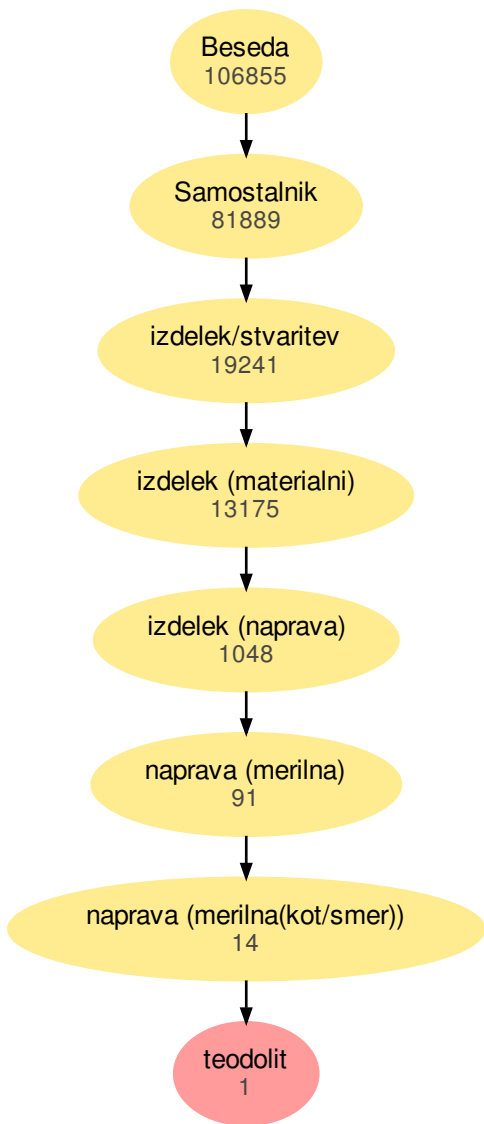 Beseda
106855
Samostalnik
81889
izdelek/stvaritev
19241
izdelek (materialni)
13175
izdelek (naprava)
1048
naprava (merilna)
91
naprava (merilna(kot/smer))
14
teodolit
1